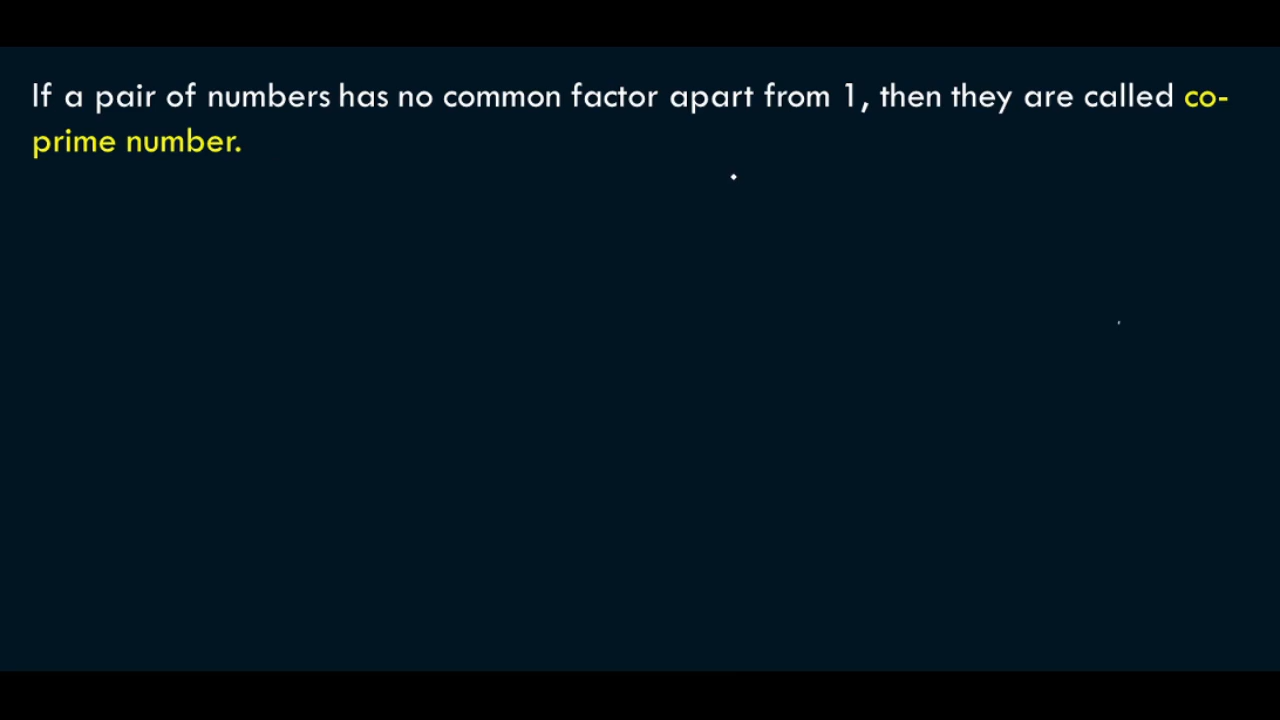 If a pair of numbers has no common factor apart from 1, then they are called co-
prime number.